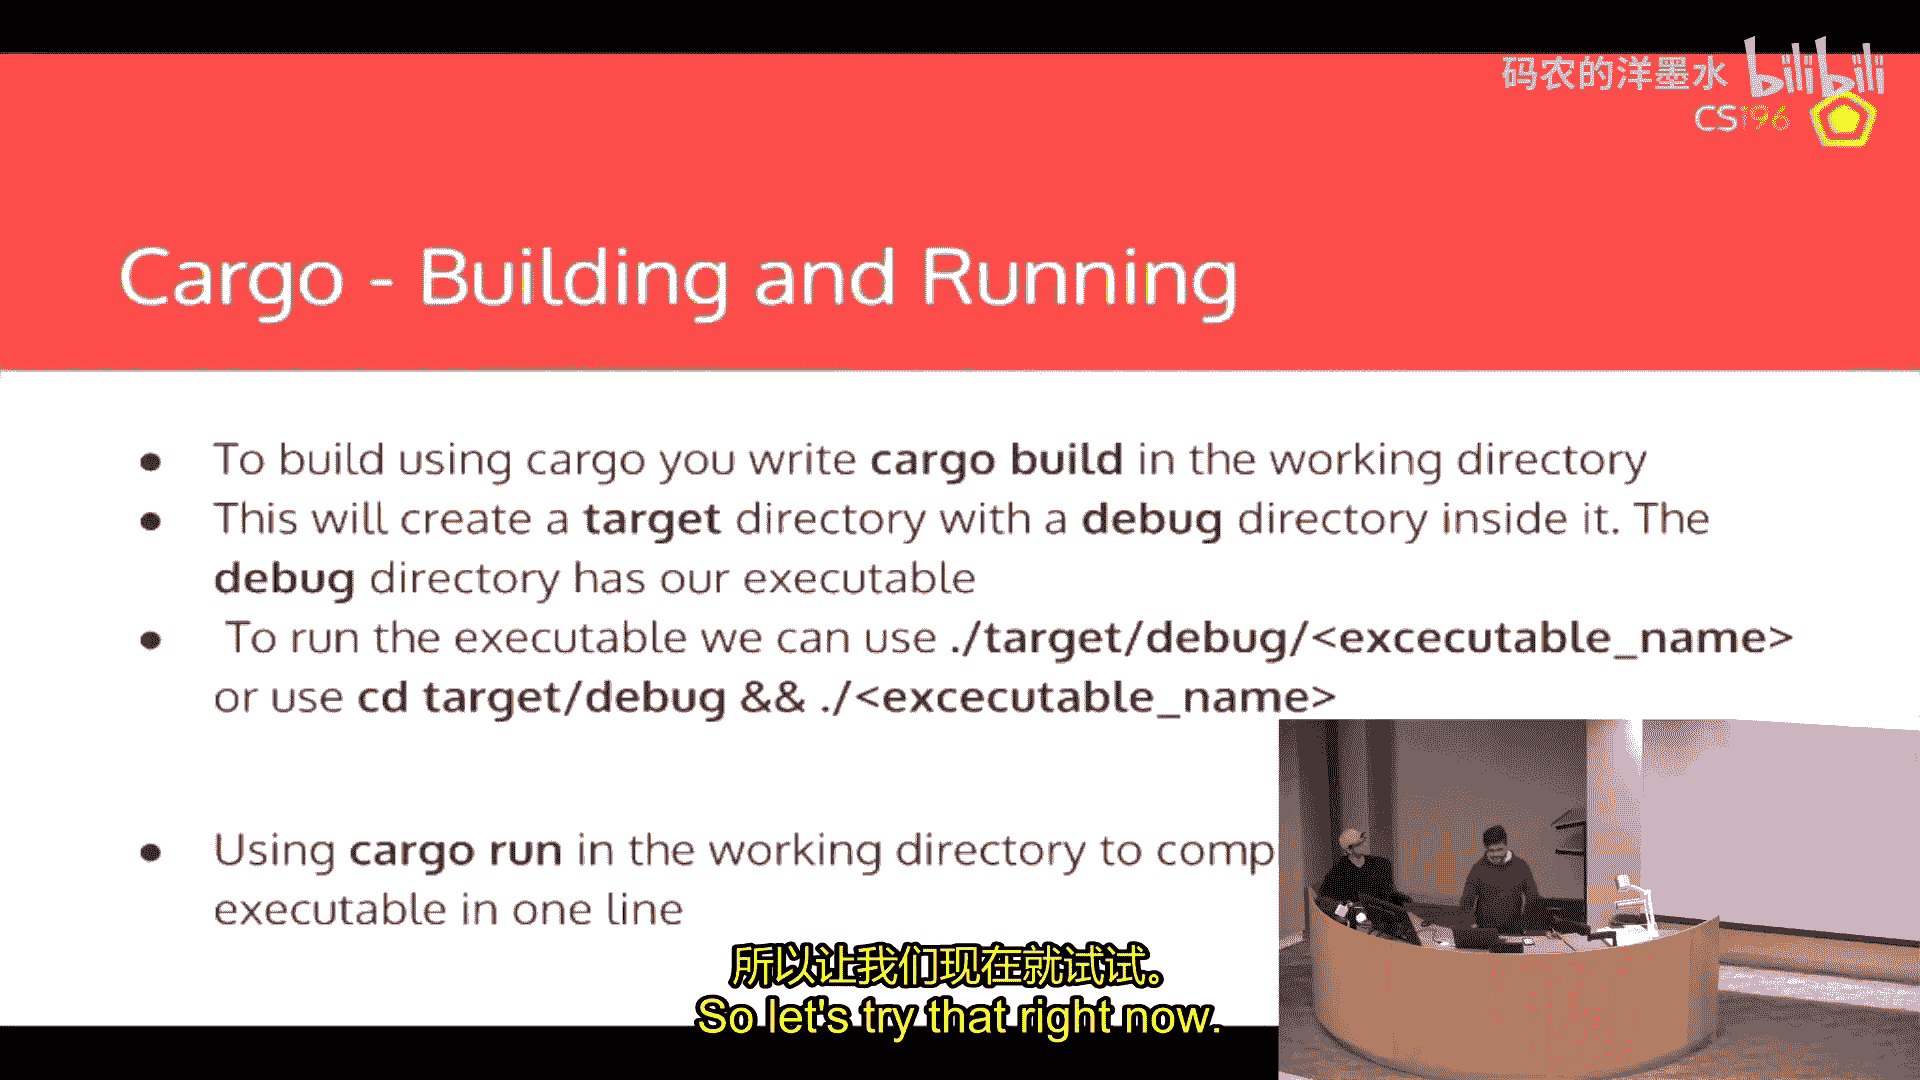 码农的洋墨水 bilibili
CS196
Cargo - Building and Running
● To build using cargo you write cargo build in the working directory
● This will create a target directory with a debug directory inside it. The
debug directory has our executable
● To run the executable we can use ./target/debug/<excecutable_name>
or use cd target/debug && ./<excecutable_name>
● Using cargo run in the working directory to comp
executable in one line
所以让我们现在就试试。
So let's try that right now.